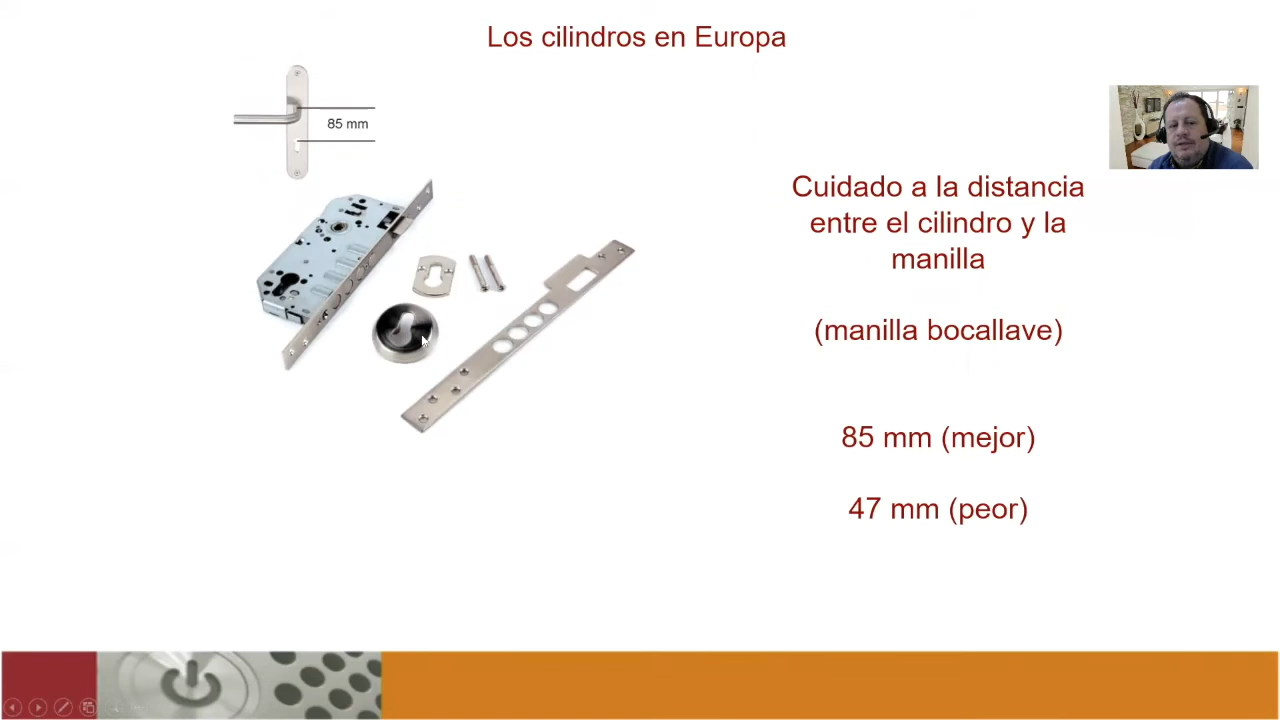 Los cilindros en Europa
85 mm
Cuidado a la distancia
entre el cilindro y la
manilla
(manilla bocallave)
85 mm (mejor)
47 mm (peor)